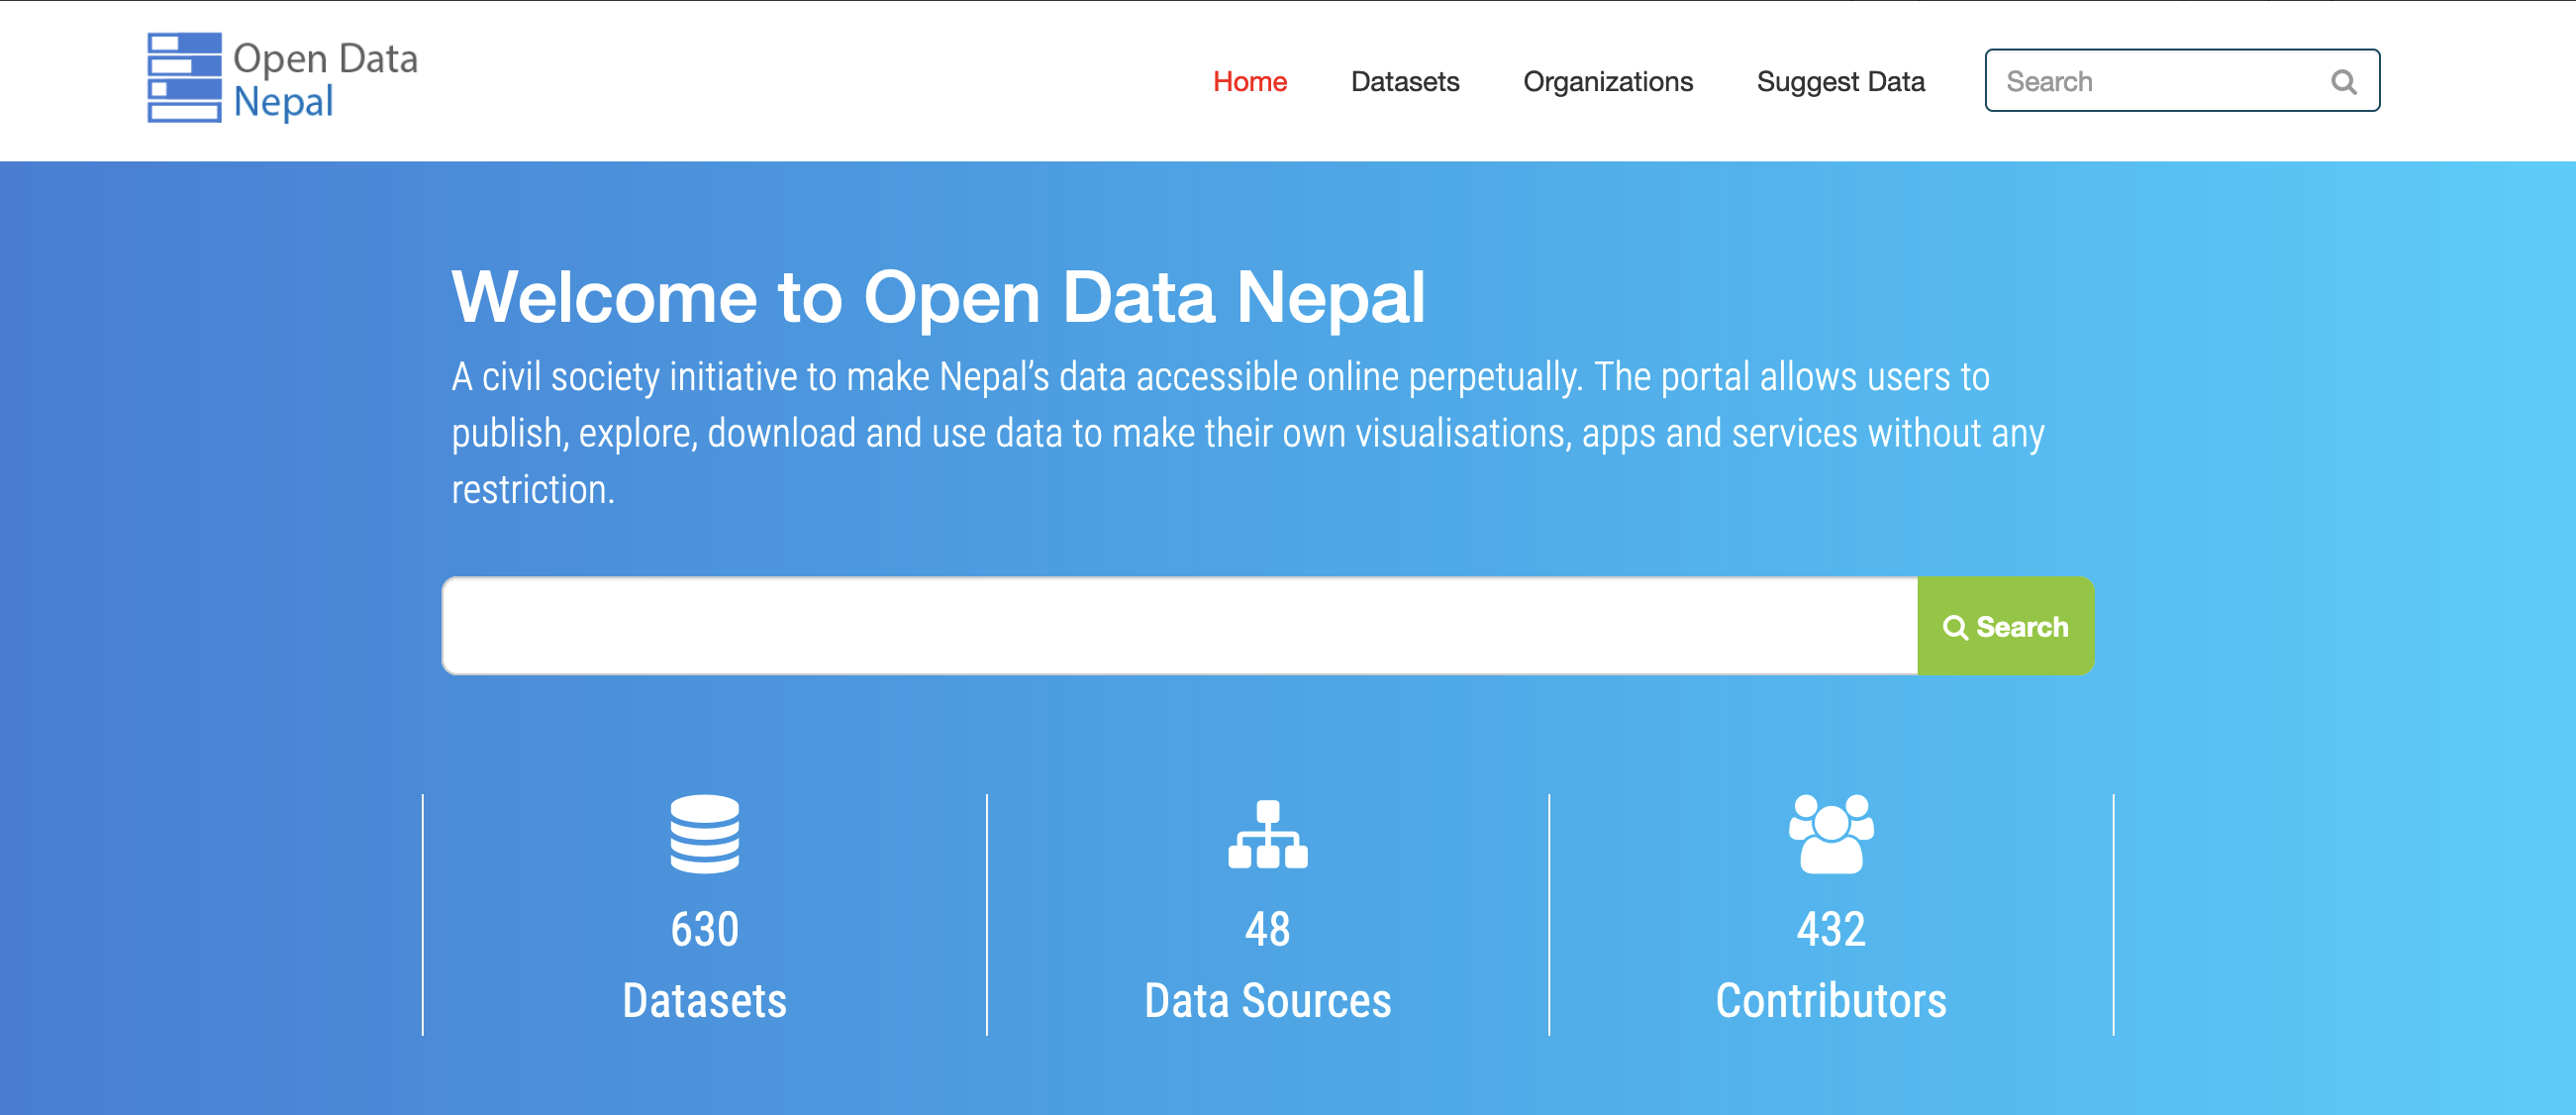 Open Data
Nepal
Home
Datasets
Organizations
Suggest Data
Search
Welcome to Open Data Nepal
A civil society initiative to make Nepal’s data accessible online perpetually. The portal allows users to
publish, explore, download and use data to make their own visualisations, apps and services without any
restriction.
Search
630
Datasets
48
Data Sources
432
Contributors